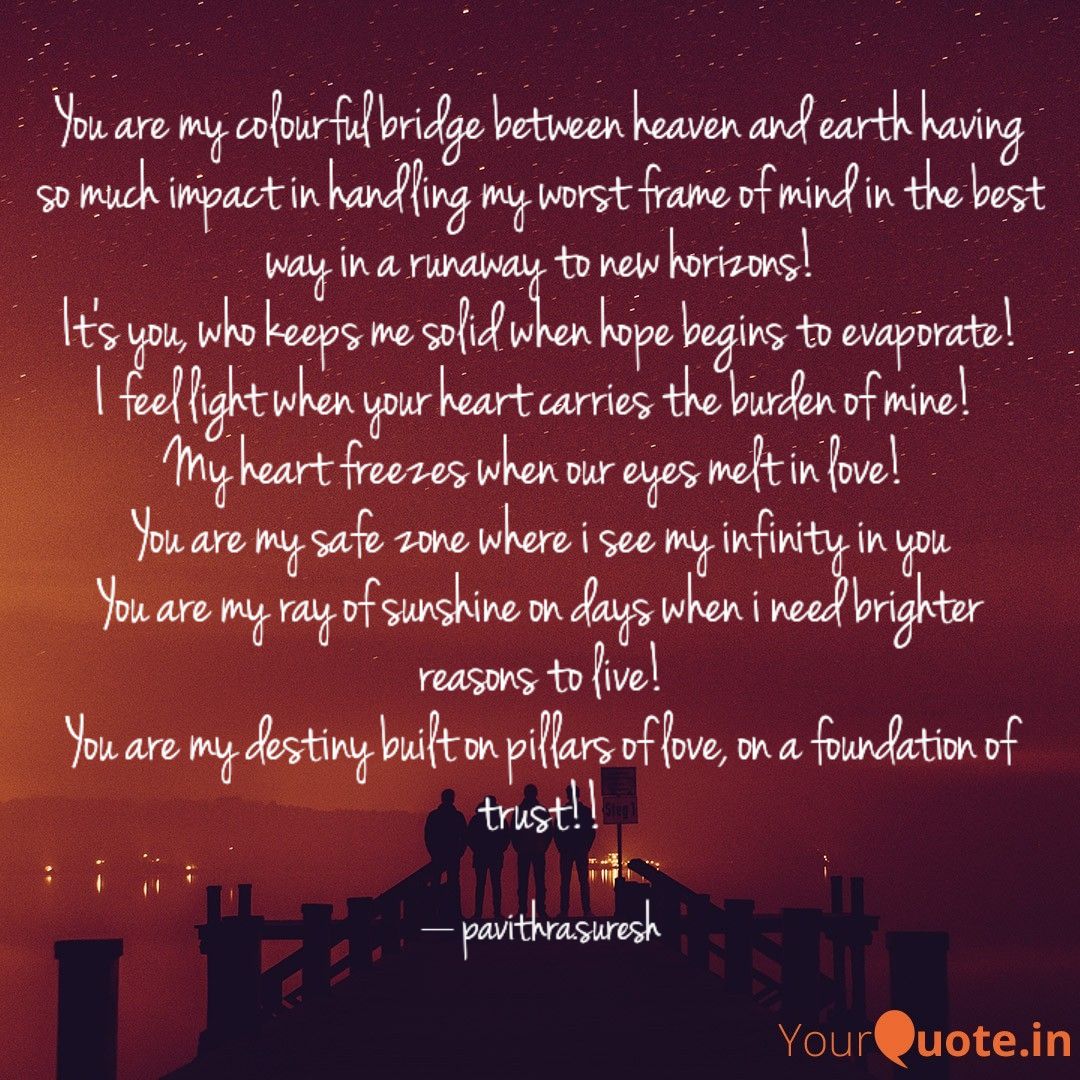 You are my colourful bridge between heaven and earth having
so much impact in handling my worst frame of mind in the best
way in a runaway to new horizons!
It's you, who keeps me solid when hope begins to evaporate!
I feel light when your heart carries the burden of mine!
My heart freezes when our eyes melt in love!
You are my safe zone where i see my infinity in you
You are my ray of sunshine on days when i need brighter
reasons to live!
You are my destiny built on pillars of love, on a foundation of
trust!!
Steg 1
— pavithra.suresh
YourQuote.in